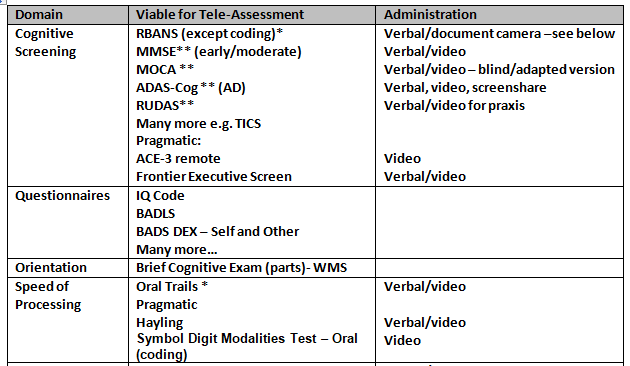 Domain Viable for Tele-Assessment Administration
Cognitive RBANS (except coding)* Verbal/document camera –see below
Screening MMSE** (early/moderate) Verbal/video
MOCA ** Verbal/video – blind/adapted version
ADAS-Cog ** (AD) Verbal, video, screenshare
RUDAS** Verbal/video for praxis
Many more e.g. TICS
Pragmatic:
ACE-3 remote Video
Frontier Executive Screen Verbal/video
Questionnaires IQ Code
BADLS
BADS DEX – Self and Other
Many more…
Orientation Brief Cognitive Exam (parts)- WMS
Speed of Oral Trails * Verbal/video
Processing Pragmatic
Hayling Verbal/video
Symbol Digit Modalities Test – Oral Video
(coding)